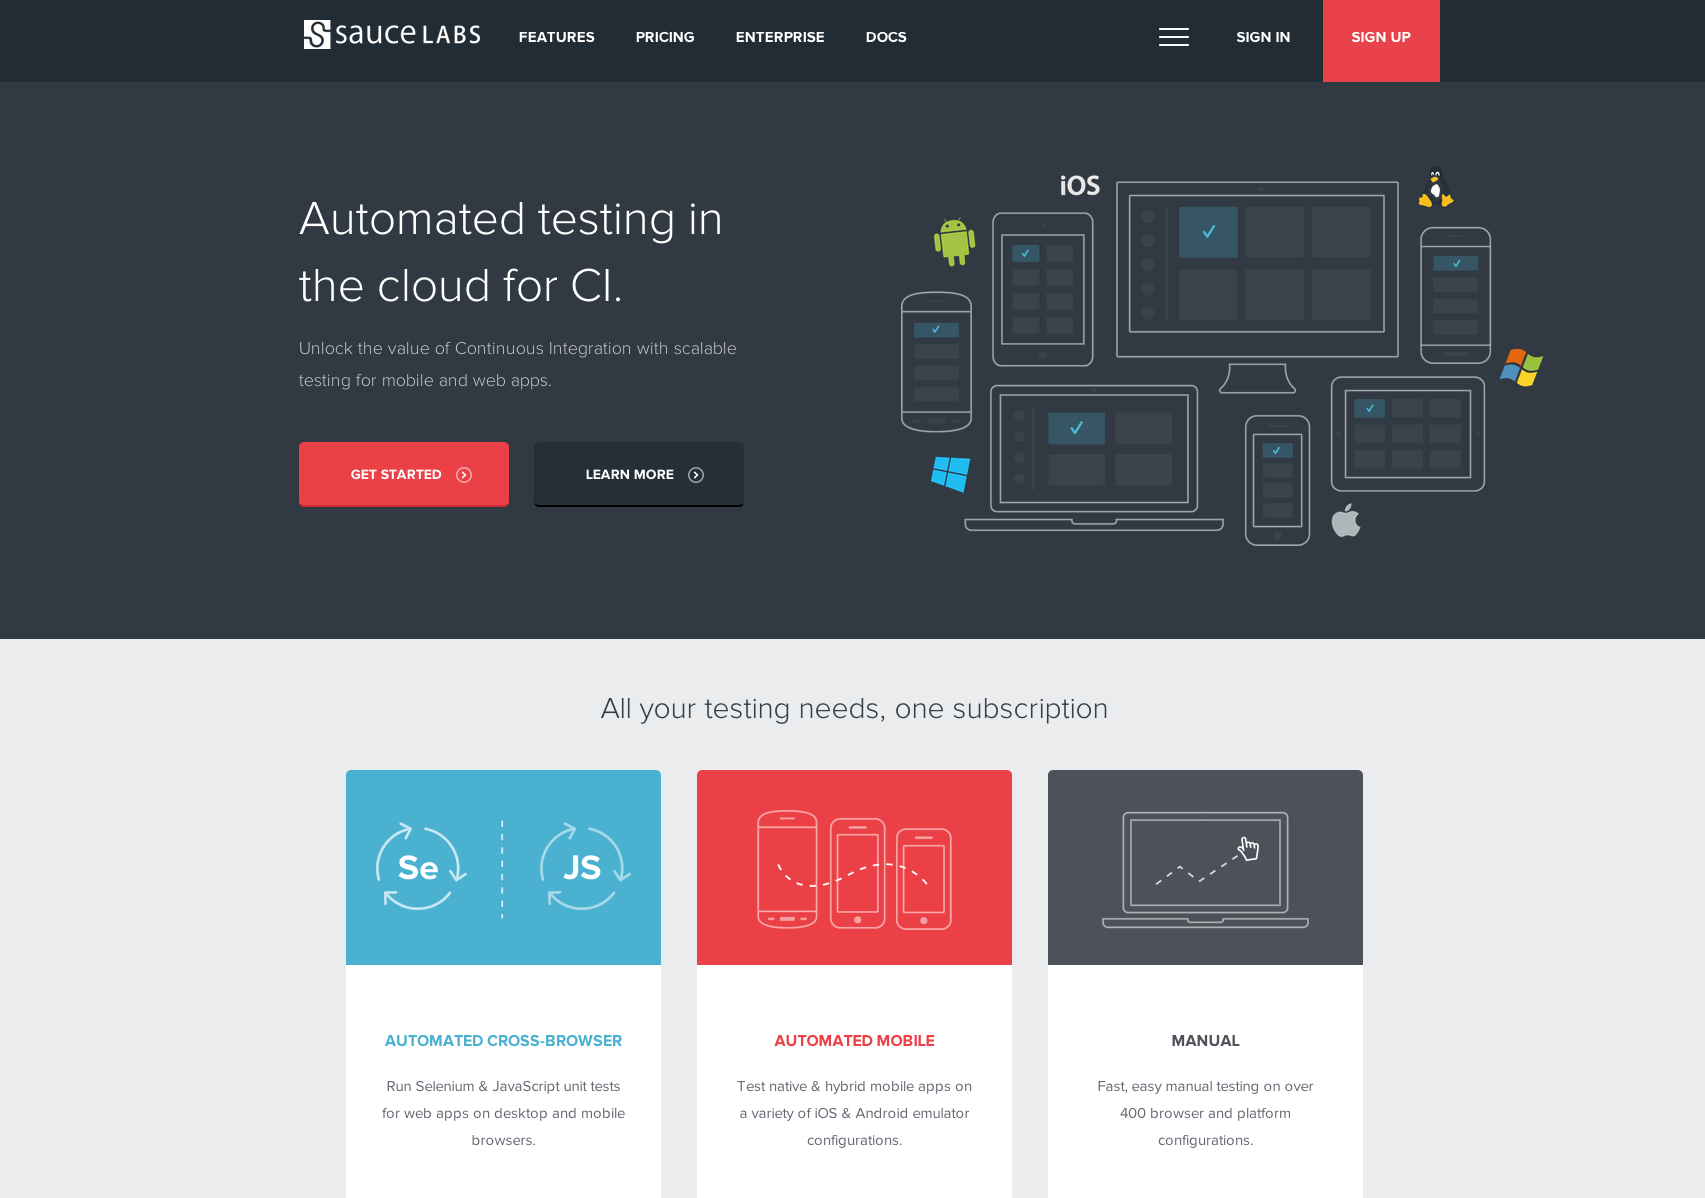 sauce LABS
FEATURES
PRICING
ENTERPRISE
DOCS
SIGN IN
SIGN UP
iOS
Automated testing in
the cloud for CI.
Unlock the value of Continuous Integration with scalable
testing for mobile and web apps.
GET STARTED
LEARN MORE
All your testing needs, one subscription
Se
JS
AUTOMATED CROSS-BROWSER
Run Selenium & JavaScript unit tests
for web apps on desktop and mobile
browsers.
AUTOMATED MOBILE
Test native & hybrid mobile apps on
a variety of iOS & Android emulator
configurations.
MANUAL
Fast, easy manual testing on over
400 browser and platform
configurations.